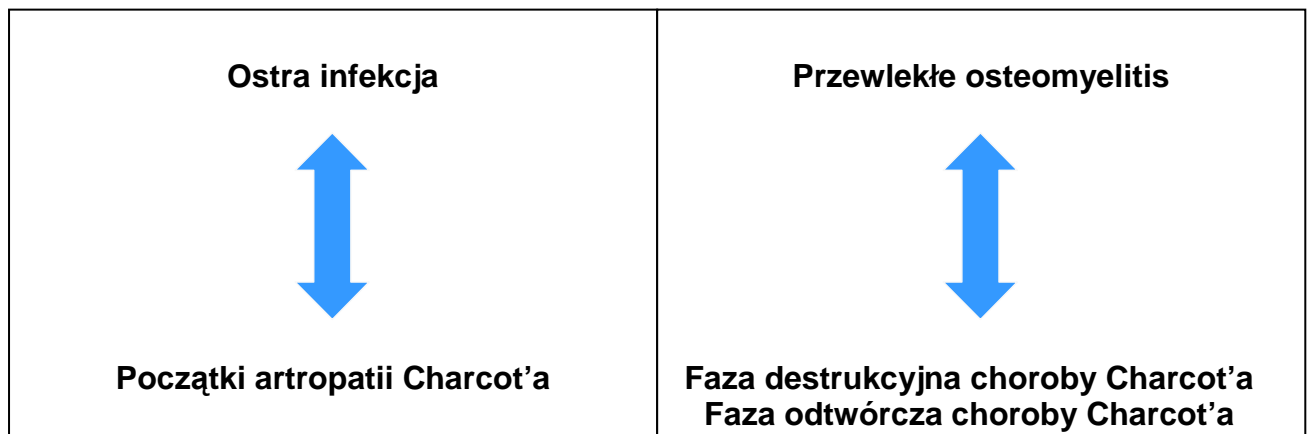 Ostra infekcja
Przewlekłe osteomyelitis
Początki artropatii Charcot’a
Faza destrukcyjna choroby Charcot’a
Faza odtwórcza choroby Charcot’a